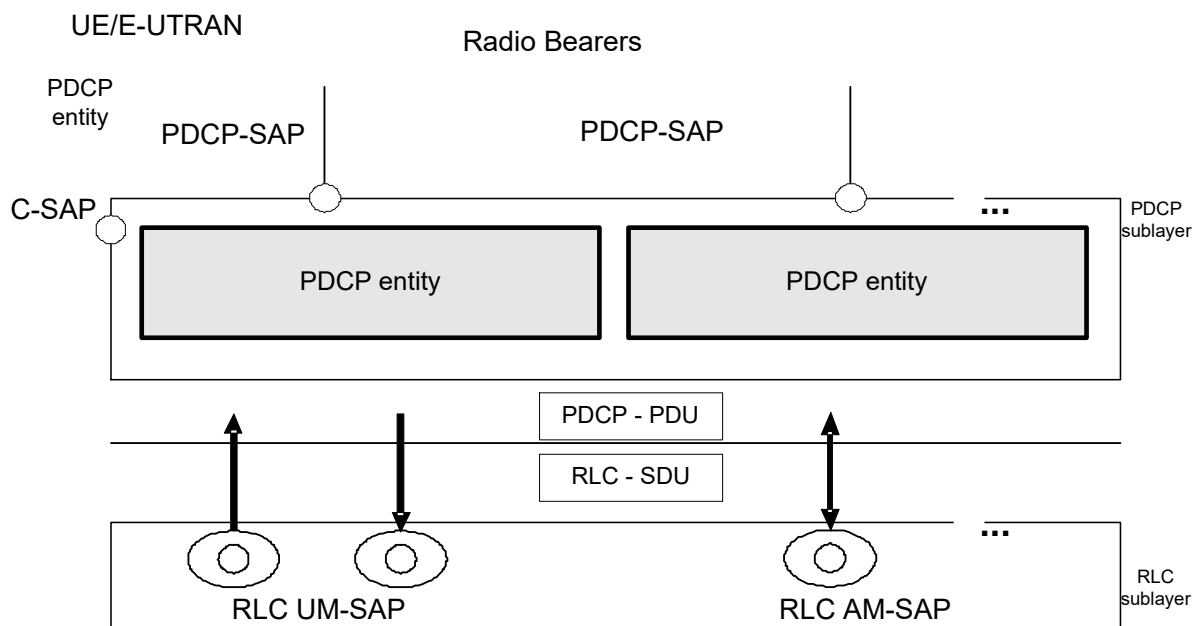 UE/E-UTRAN
Radio Bearers
PDCP
entity
PDCP-SAP
PDCP-SAP
C-SAP
...
PDCP
sublayer
PDCP entity
PDCP entity
PDCP - PDU
RLC - SDU
...
RLC UM-SAP
RLC AM-SAP
RLC
sublayer